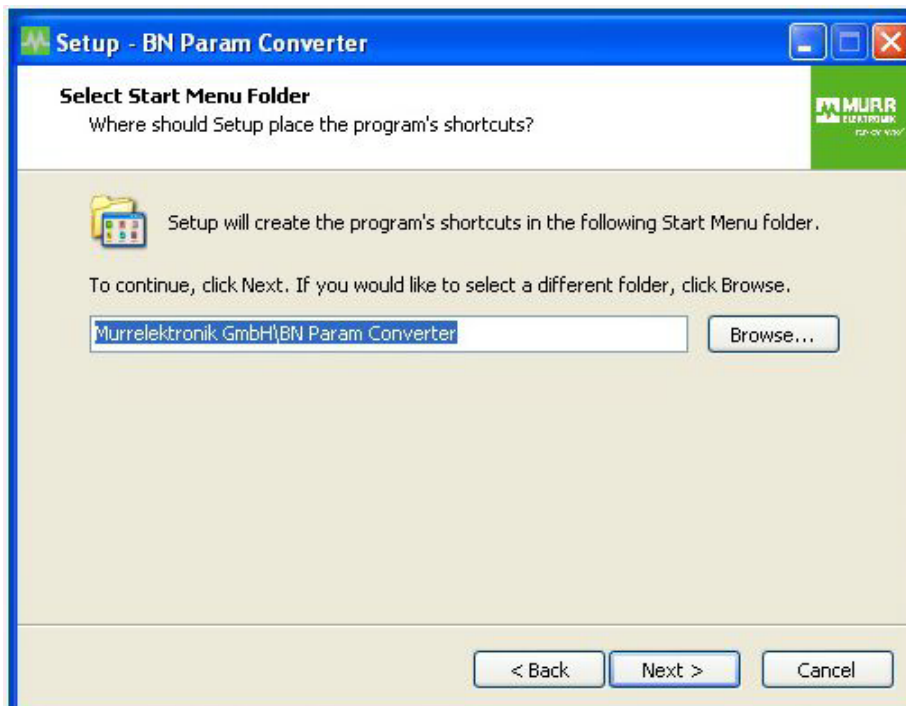 Setup - BN Param Converter
Select Start Menu Folder
Where should Setup place the program's shortcuts?
MURR
ELEKTRONIK
Setup will create the program's shortcuts in the following Start Menu folder.
To continue, click Next. If you would like to select a different folder, click Browse.
Murrelektronik GmbH\BN Param Converter
Browse...
< Back
Next >
Cancel